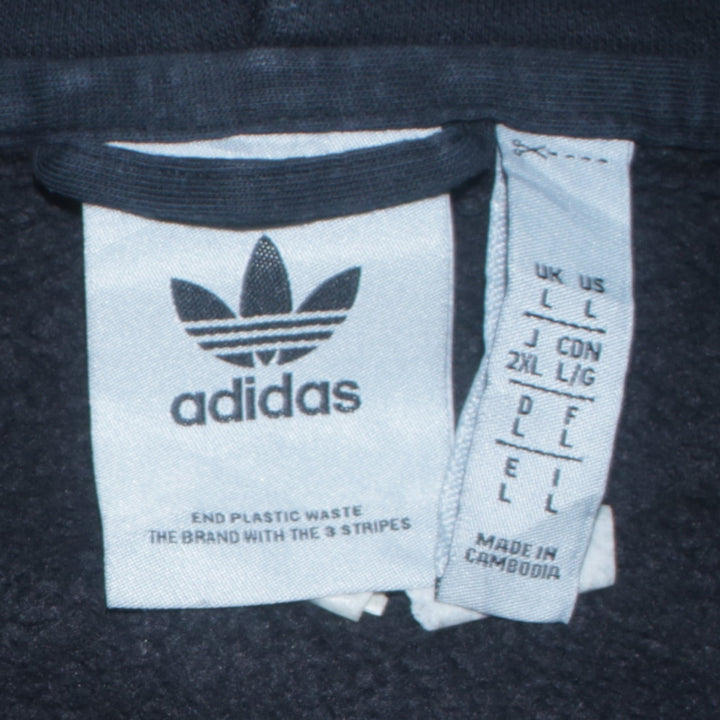 adidas
END PLASTIC WASTE
THE BRAND WITH THE 3 STRIPES
UK US
L L
J CDN
2XL L/G
D F
L L
E I
L L
MADE IN
CAMBODIA